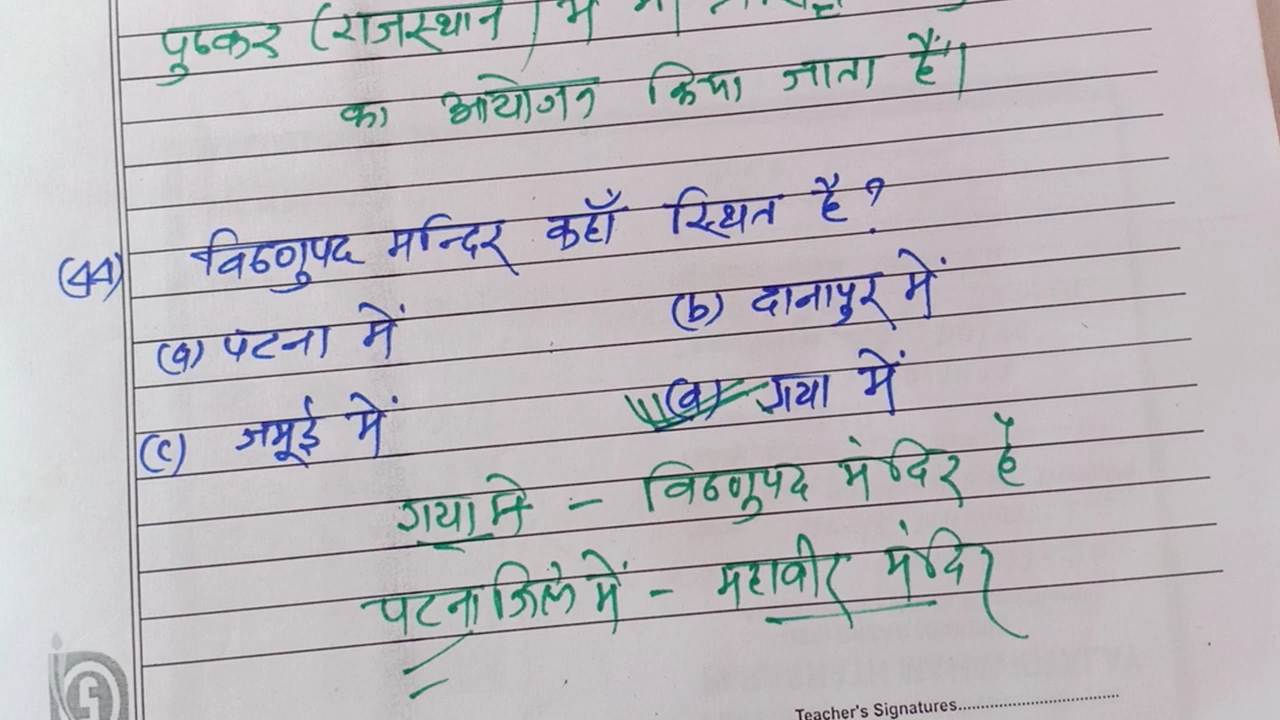 पुष्कर (राजस्थान) में
का आयोजन किया जाता है।
(44) विष्णुपद मन्दिर कहाँ स्थित है ?
(a) पटना में (b) दानापुर में
(c) जमूई में (d) गया में
गया में - विष्णुपद मंदिर है
पटना जिले में - महावीर मंदिर
Teacher's Signatures